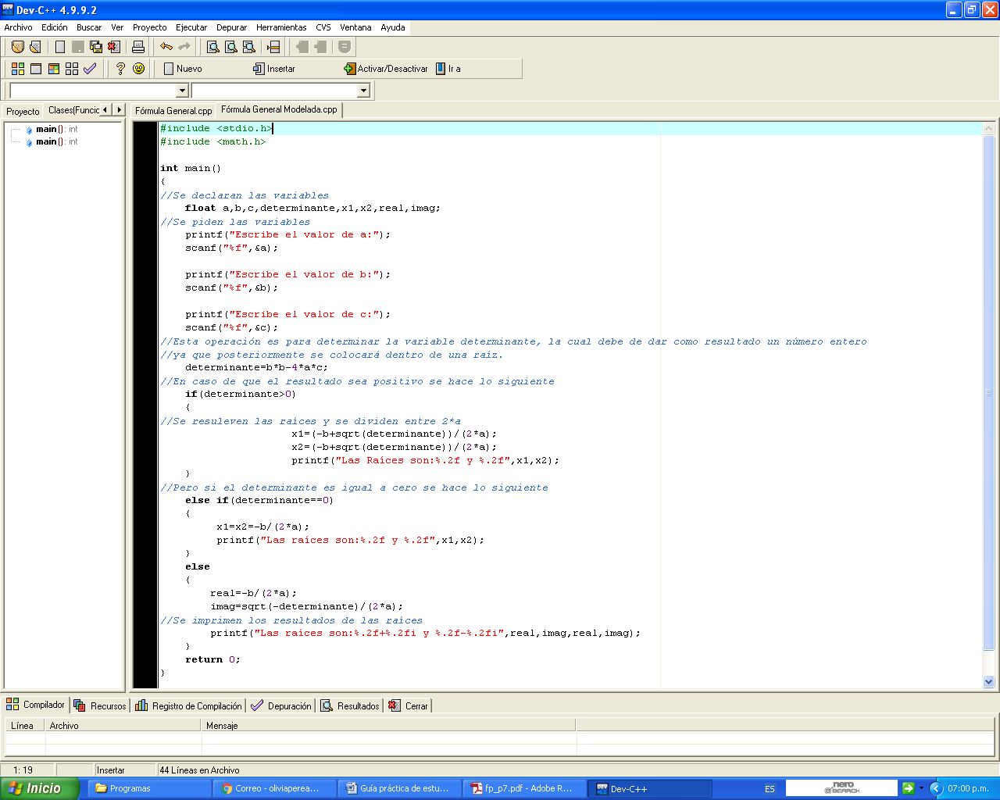 Dev-C++ 4.9.9.2
Archivo Edición Buscar Ver Proyecto Ejecutar Depurar Herramientas CVS Ventana Ayuda
Nuevo Insertar Activar/Desactivar Ir a
Proyecto Clases(Funcic Fórmula General.cpp Fórmula General Modelada.cpp
main() : int
main() : int
#include <stdio.h>
#include <math.h>
int main()
{
//Se declaran las variables
float a,b,c,determinante,x1,x2,real,imag;
//Se piden las variables
printf("Escribe el valor de a:");
scanf("%f",&a);
printf("Escribe el valor de b:");
scanf("%f",&b);
printf("Escribe el valor de c:");
scanf("%f",&c);
//Esta operación es para determinar la variable determinante, la cual debe de dar como resultado un número entero
//ya que posteriormente se colocará dentro de una raíz.
determinante=b*b-4*a*c;
//En caso de que el resultado sea positivo se hace lo siguiente
if(determinante>0)
{
//Se resuleven las raíces y se dividen entre 2*a
x1=(-b+sqrt(determinante))/(2*a);
x2=(-b+sqrt(determinante))/(2*a);
printf("Las Raíces son:%.2f y %.2f",x1,x2);
}
//Pero si el determinante es igual a cero se hace lo siguiente
else if(determinante==0)
{
x1=x2=-b/(2*a);
printf("Las raíces son:%.2f y %.2f",x1,x2);
}
else
{
real=-b/(2*a);
imag=sqrt(-determinante)/(2*a);
//Se imprimen los resultados de las raíces
printf("Las raíces son:%.2f+%.2fi y %.2f-%.2fi",real,imag,real,imag);
}
return 0;
}
Compilador Recursos Registro de Compilación Depuración Resultados Cerrar
Línea Archivo Mensaje
1: 19 Insertar 44 Líneas en Archivo
Inicio Programas Correo - oliviaperea... Guía práctica de estu... fp_p7.pdf - Adobe R... Dev-C++ ES nero SEARCH 07:00 p.m.